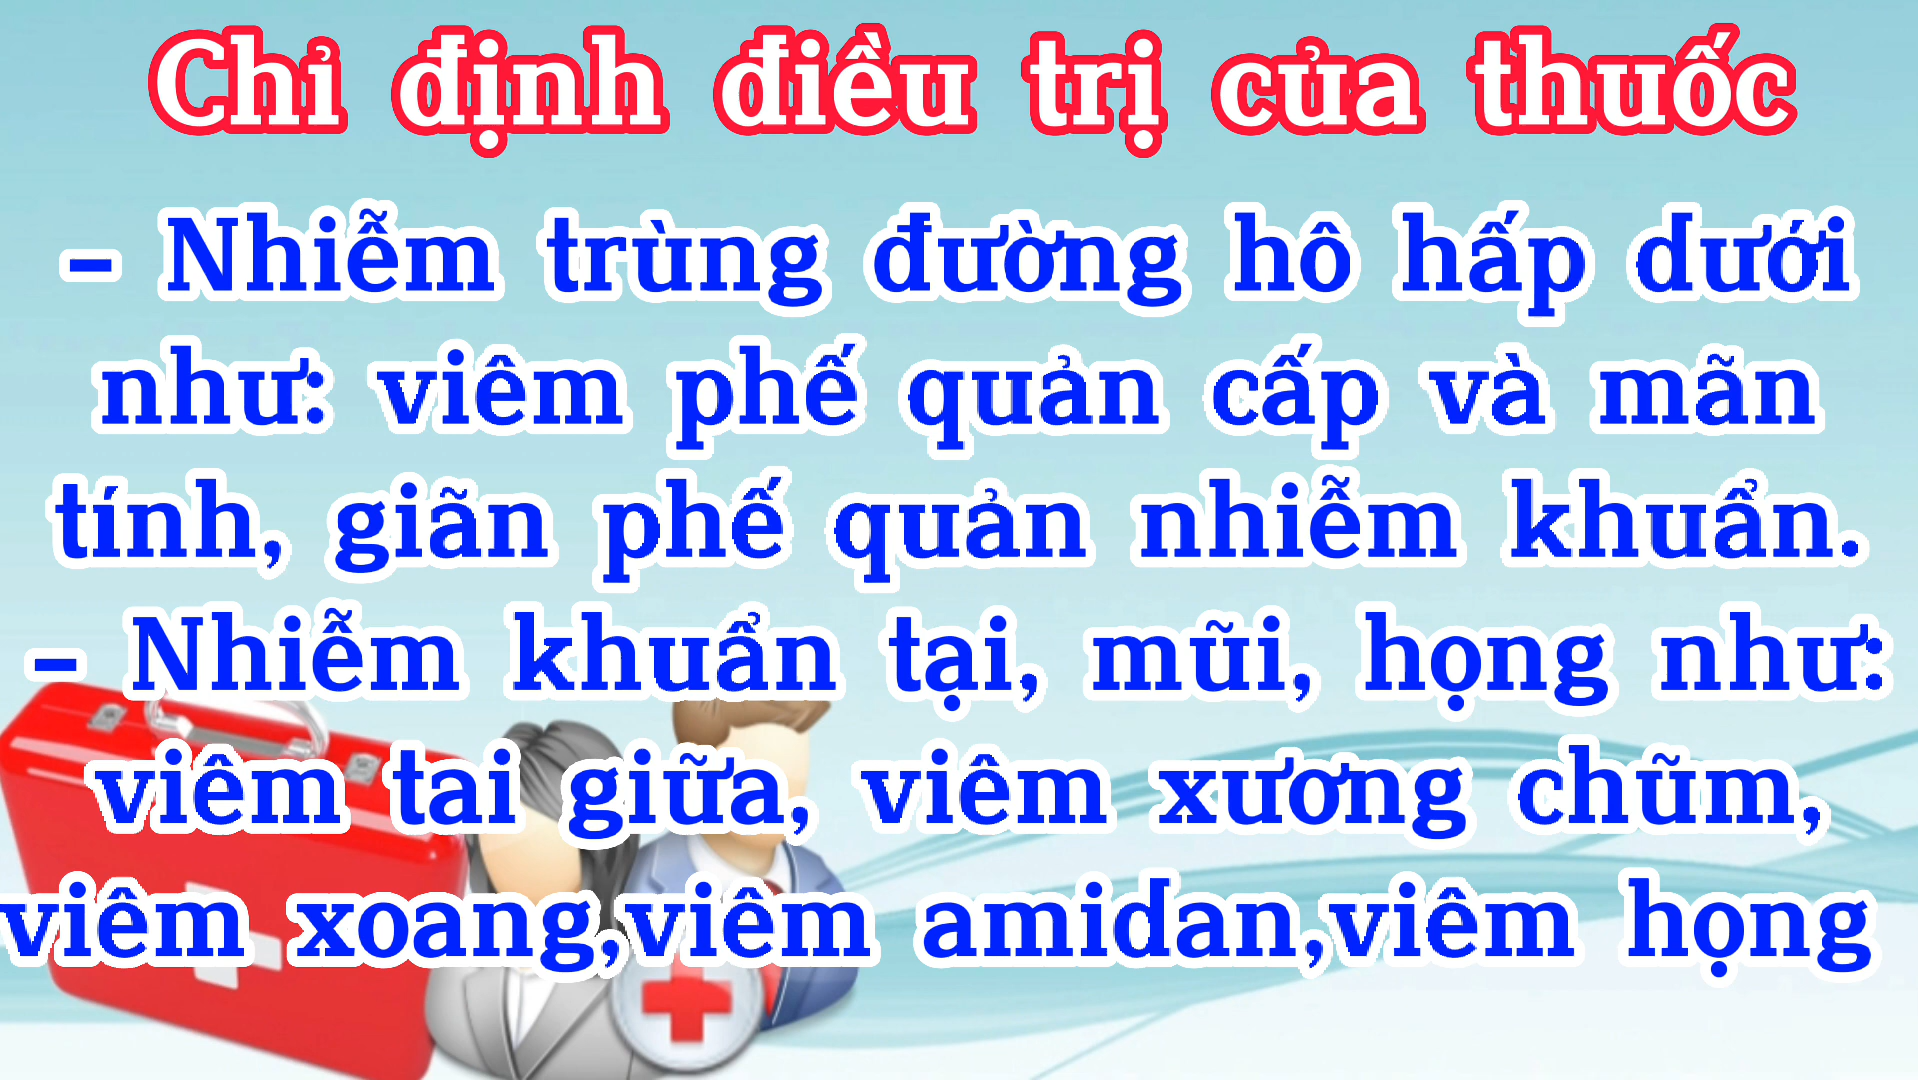 Chỉ định điều trị của thuốc
– Nhiễm trùng đường hô hấp dưới
như: viêm phế quản cấp và mãn
tính, giãn phế quản nhiễm khuẩn.
– Nhiễm khuẩn tại, mũi, họng như:
viêm tai giữa, viêm xương chũm,
viêm xoang,viêm amidan,viêm họng